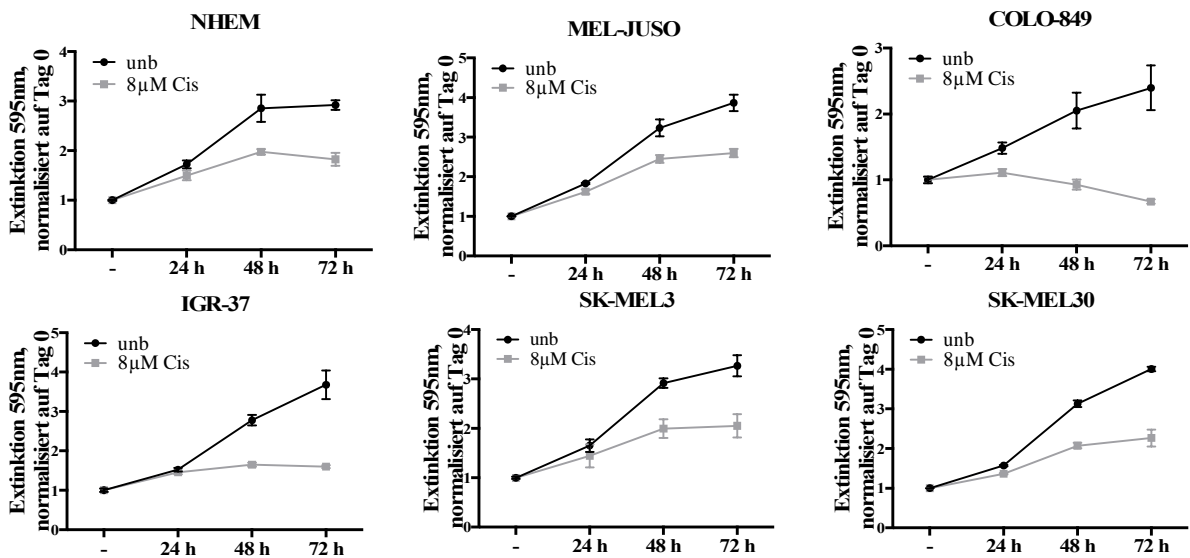 NHEM
Extinktion 595nm,
normalisiert auf Tag 0
4
3
2
1
0
unb
8µM Cis
- 24 h 48 h 72 h
MEL-JUSO
Extinktion 595nm,
normalisiert auf Tag 0
5
4
3
2
1
0
unb
8µM Cis
- 24 h 48 h 72 h
COLO-849
Extinktion 595nm,
normalisiert auf Tag 0
3
2
1
0
unb
8µM Cis
- 24 h 48 h 72 h
IGR-37
Extinktion 595nm,
normalisiert auf Tag 0
5
4
3
2
1
0
unb
8µM Cis
- 24 h 48 h 72 h
SK-MEL3
Extinktion 595nm,
normalisiert auf Tag 0
4
3
2
1
0
unb
8µM Cis
- 24 h 48 h 72 h
SK-MEL30
Extinktion 595nm,
normalisiert auf Tag 0
5
4
3
2
1
0
unb
8µM Cis
- 24 h 48 h 72 h